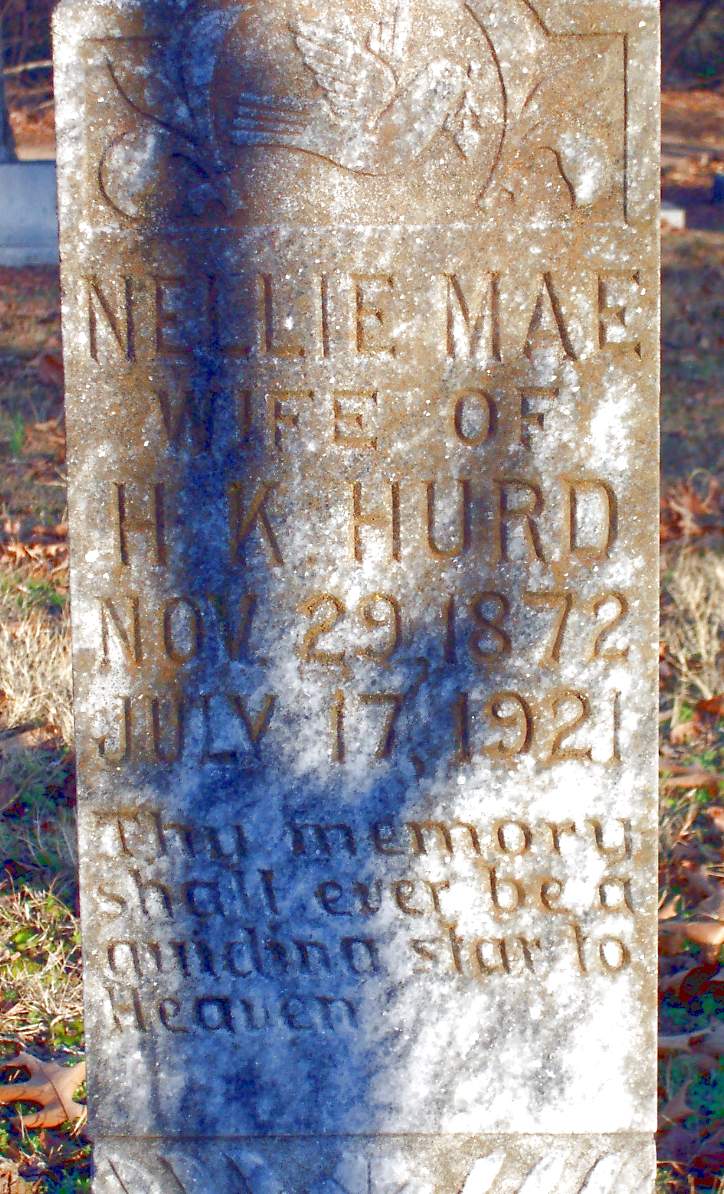 NELLIE MAE
WIFE OF
H K HURD
NOV. 29, 1872
JULY 17, 1921
Thy memory
shall ever be a
guiding star to
Heaven